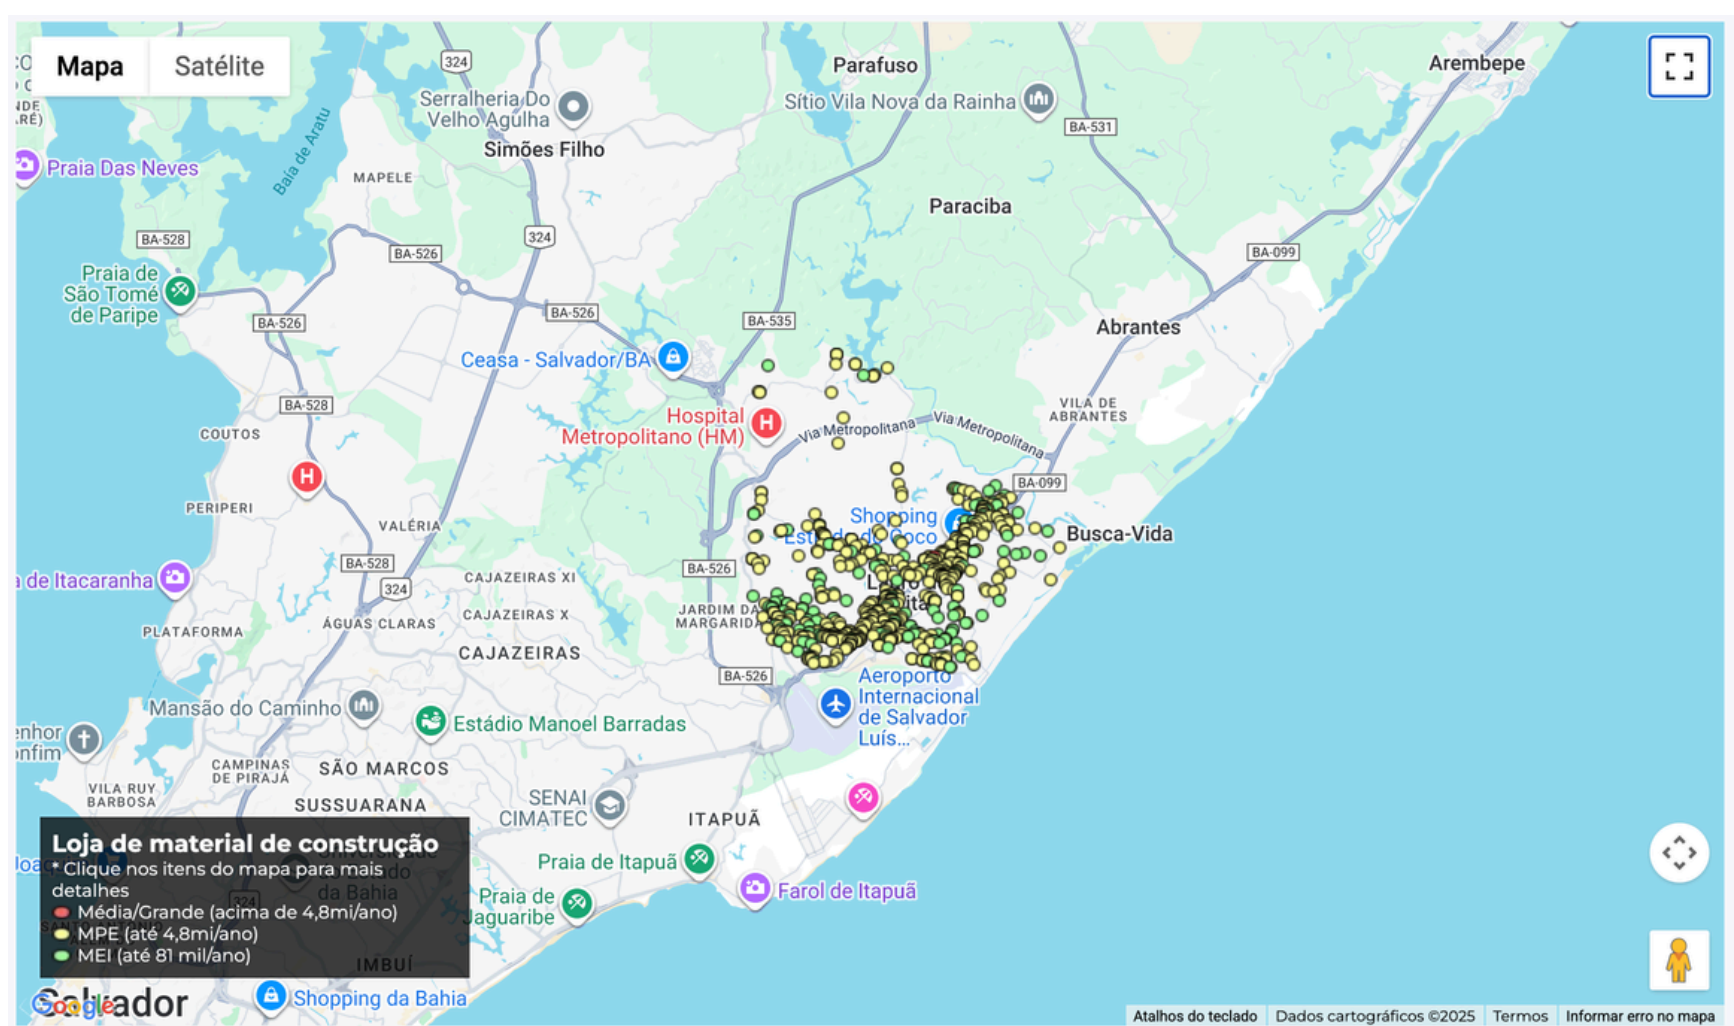 Mapa
Satélite
Parafuso
Arembepe
Serralheria Do
Velho Agulha
Sítio Vila Nova da Rainha
324
BA-531
Simões Filho
Baía de Aratu
Praia Das Neves
MAPELE
Paraciba
BA-528
324
BA-526
BA-099
Praia de
São Tomé
de Paripe
BA-526
BA-526
BA-535
Abrantes
Ceasa - Salvador/BA
BA-528
VILA DE
ABRANTES
Hospital
Metropolitano (HM)
Via Metropolitana
Via Metropolitana
COUTOS
BA-099
PERIPERI
VALÉRIA
Shopping
Busca-Vida
BA-528
BA-526
a de Itacaranha
324
CAJAZEIRAS XI
CAJAZEIRAS X
JARDIM DA
MARGARID
PLATAFORMA
ÁGUAS CLARAS
CAJAZEIRAS
BA-526
Aeroporto
Internacional
de Salvador
Luís...
Mansão do Caminho
Estádio Manoel Barradas
enhor
onfim
CAMPINAS
DE PIRAJÁ
SÃO MARCOS
VILA RUY
BARBOSA
SUSSUARANA
SENAI
CIMATEC
ITAPUÃ
Loja de material de construção
* Clique nos itens do mapa para mais
detalhes
Média/Grande (acima de 4,8mi/ano)
MPE (até 4,8mi/ano)
MEI (até 81 mil/ano)
Praia de Itapuã
Farol de Itapuã
Praia de
Jaguaribe
IMBUÍ
Salvador
Google
Shopping da Bahia
Atalhos do teclado
Dados cartográficos ©2025
Termos
Informar erro no mapa